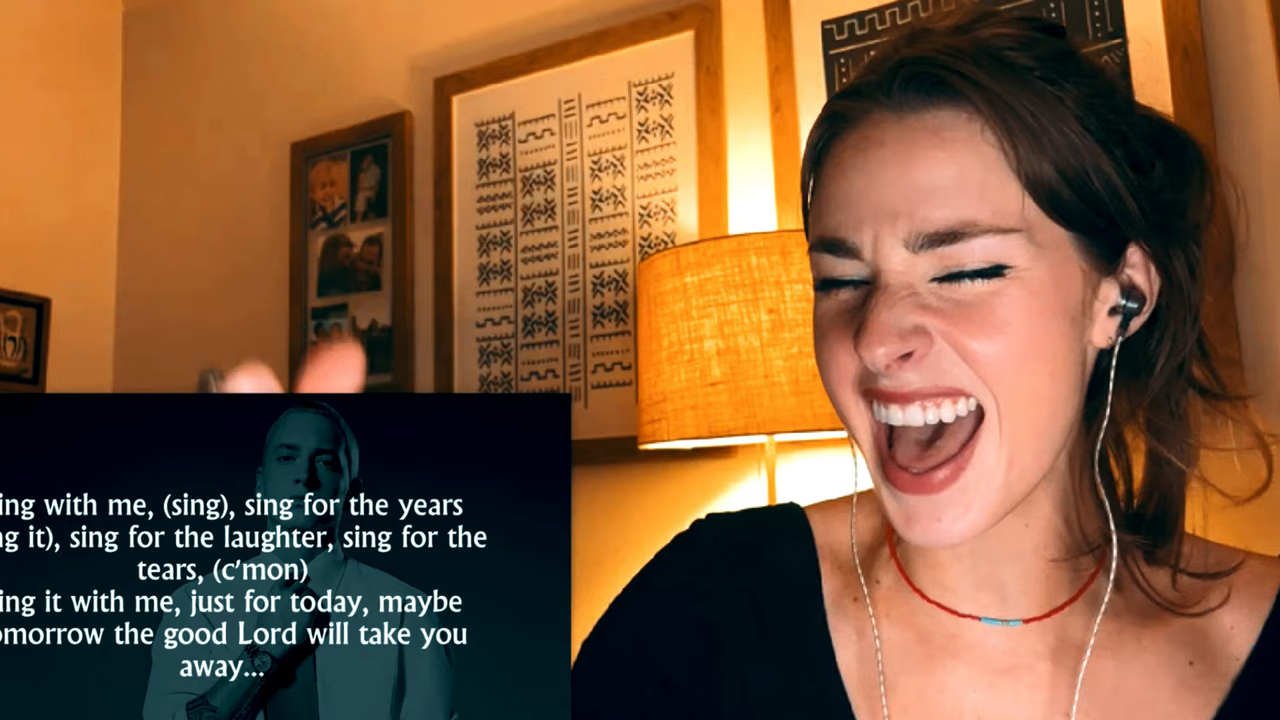 ing with me, (sing), sing for the years
g it), sing for the laughter, sing for the
tears, (c'mon)
ing it with me, just for today, maybe
omorrow the good Lord will take you
away...